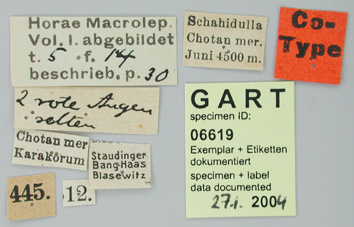 Horae Macrolep.
Vol. I. abgebildet
t. 5 f. 14
beschrieb. p. 30
Schahidulla
Chotan mer.
Juni 4500 m.
Co-
Type
2 rote Augen
selten
Chotan mer
Karakorum
Staudinger
Bang-Haas
Blasewitz
445.
12.
GART
specimen ID:
06619
Exemplar + Etiketten
dokumentiert
specimen + label
data documented
27.1. 2004